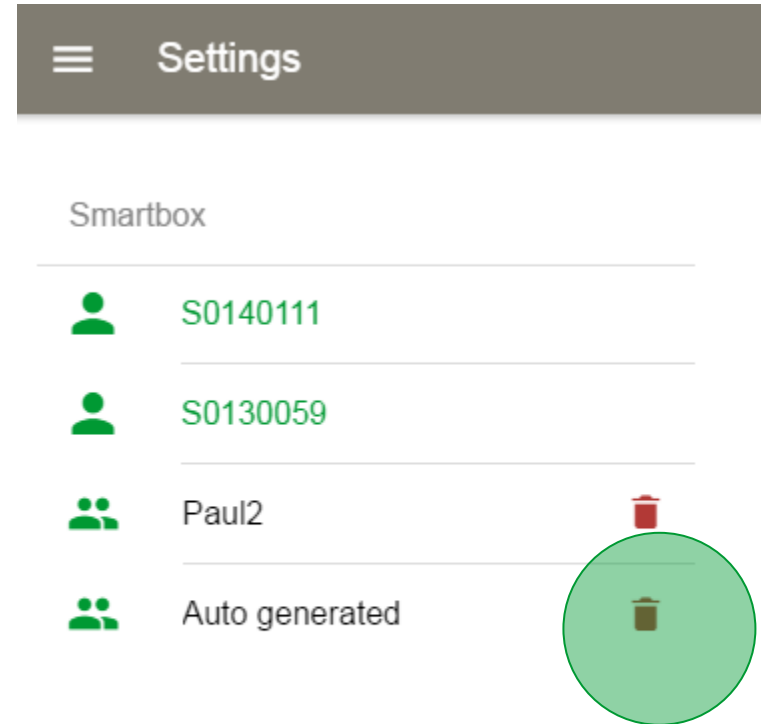 Settings
Smartbox
S0140111
S0130059
Paul2
Auto generated